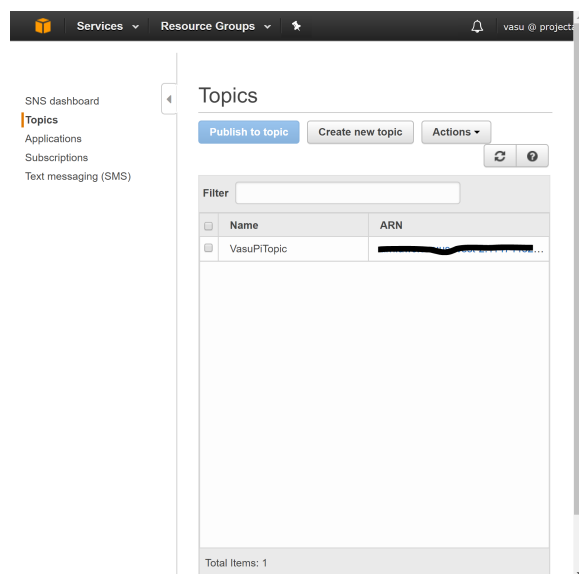 Services Resource Groups vasu @ projecta
SNS dashboard
Topics
Applications
Subscriptions
Text messaging (SMS)
Topics
Publish to topic Create new topic Actions
Filter
Name ARN
VasuPiTopic
Total Items: 1